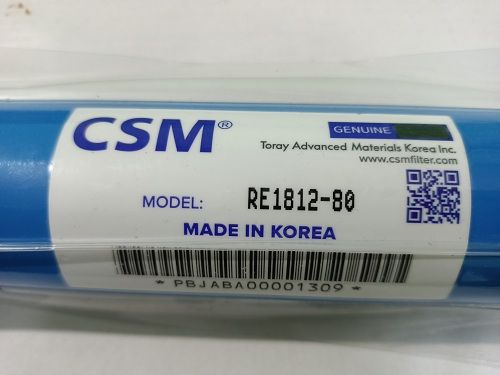 CSM®
GENUINE
Toray Advanced Materials Korea Inc.
www.csmfilter.com
MODEL: RE1812-80
MADE IN KOREA
*PBJABA00001309*